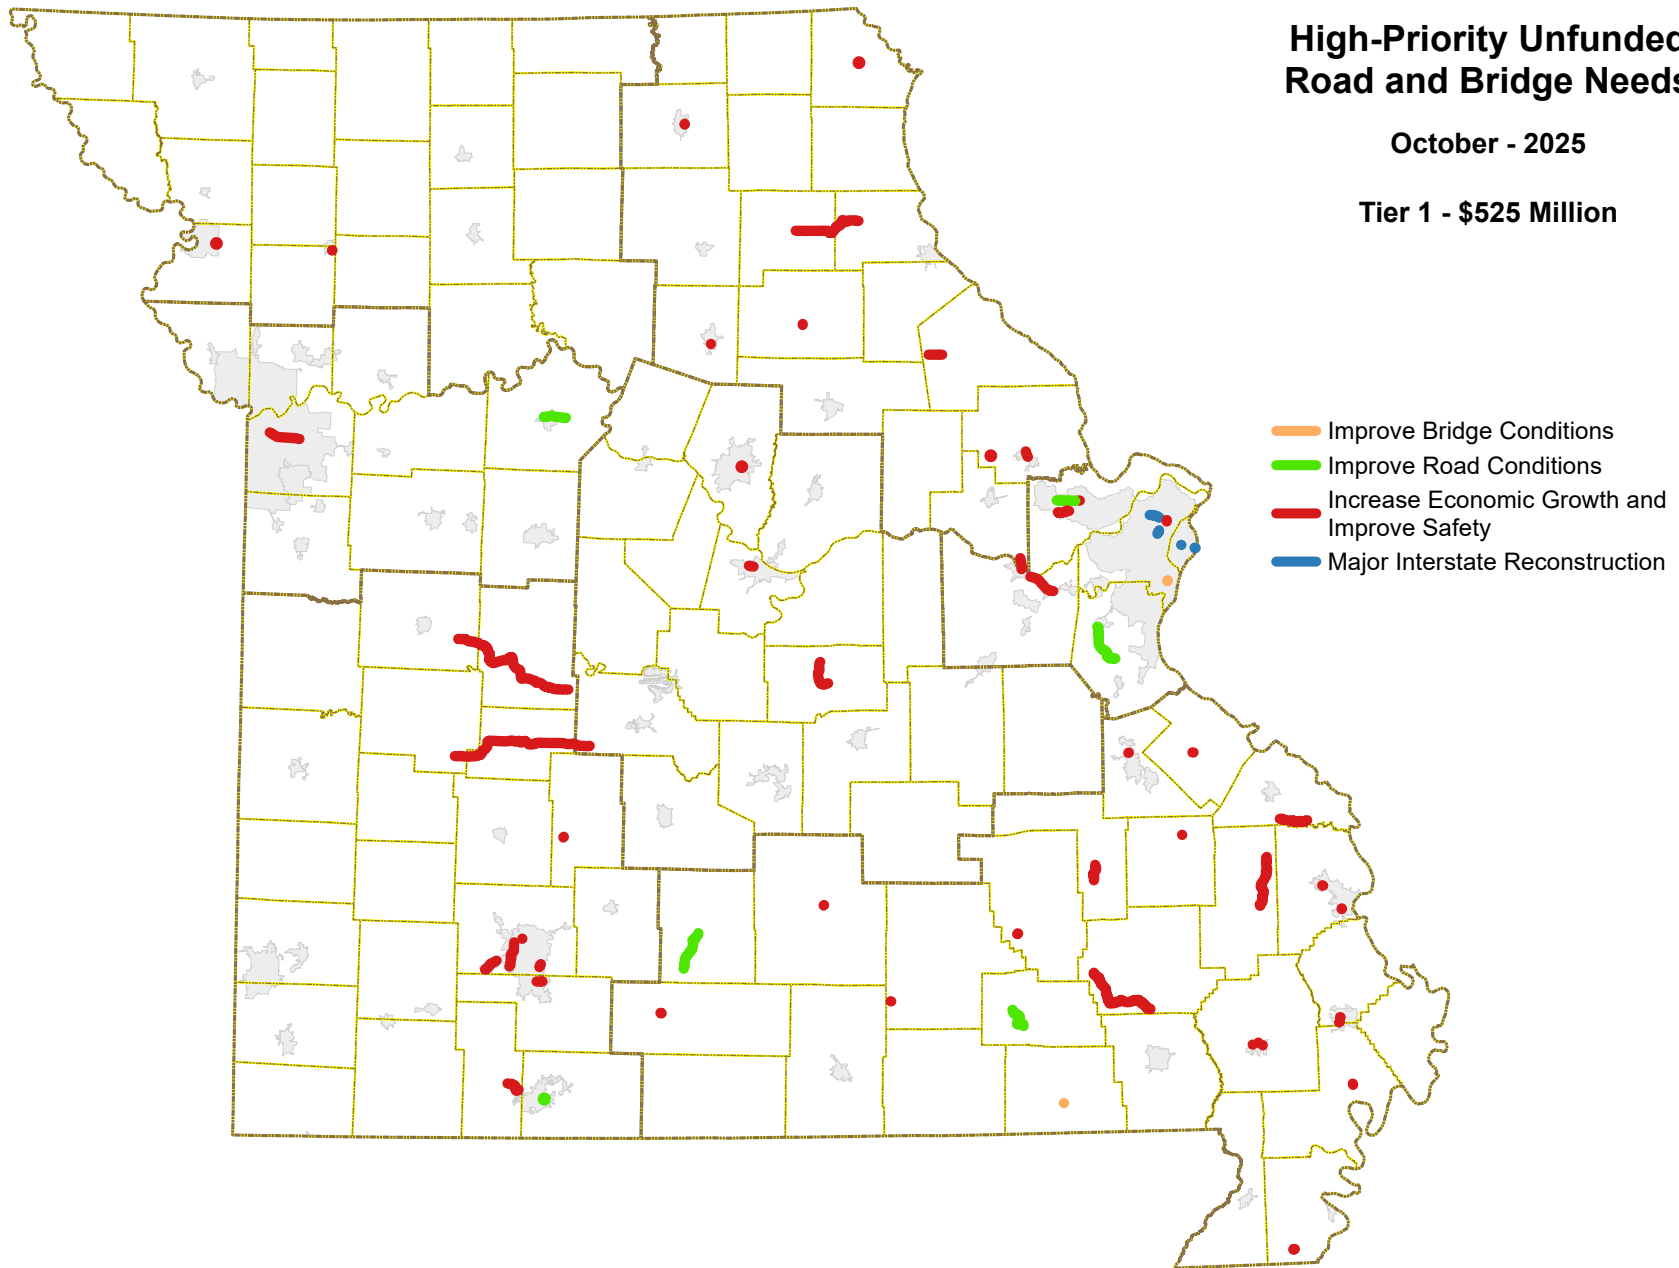 High-Priority Unfunded
Road and Bridge Needs
October - 2025
Tier 1 - $525 Million
Improve Bridge Conditions
Improve Road Conditions
Increase Economic Growth and
Improve Safety
Major Interstate Reconstruction